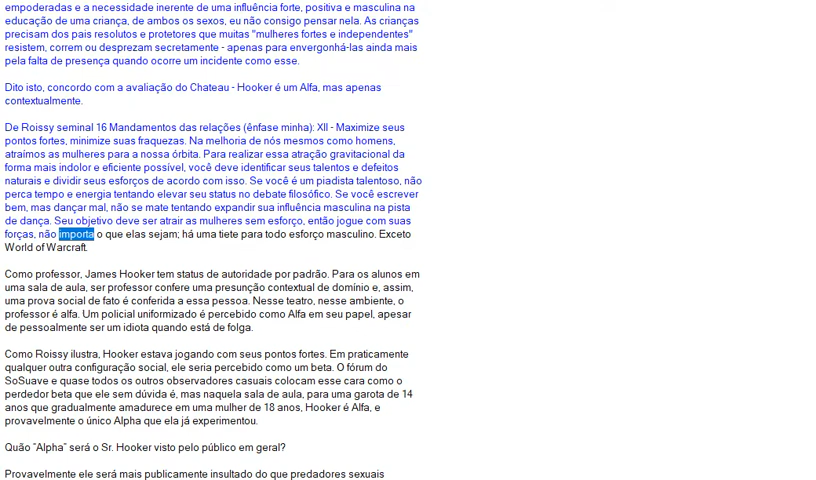 empoderadas e a necessidade inerente de uma influência forte, positiva e masculina na
educação de uma criança, de ambos os sexos, eu não consigo pensar nela. As crianças
precisam dos pais resolutos e protetores que muitas "mulheres fortes e independentes"
resistem, correm ou desprezam secretamente - apenas para envergonhá-las ainda mais
pela falta de presença quando ocorre um incidente como esse.
Dito isto, concordo com a avaliação do Chateau - Hooker é um Alfa, mas apenas
contextualmente.
De Roissy seminal 16 Mandamentos das relações (ênfase minha): XII - Maximize seus
pontos fortes, minimize suas fraquezas. Na melhoria de nós mesmos como homens,
atraímos as mulheres para a nossa órbita. Para realizar essa atração gravitacional da
forma mais indolor e eficiente possível, você deve identificar seus talentos e defeitos
naturais e dividir seus esforços de acordo com isso. Se você é um piadista talentoso, não
perca tempo e energia tentando elevar seu status no debate filosófico. Se você escrever
bem, mas dançar mal, não se mate tentando expandir sua influência masculina na pista
de dança. Seu objetivo deve ser atrair as mulheres sem esforço, então jogue com suas
forças, não importa o que elas sejam; há uma tiete para todo esforço masculino. Exceto
World of Warcraft.
Como professor, James Hooker tem status de autoridade por padrão. Para os alunos em
uma sala de aula, ser professor confere uma presunção contextual de domínio e, assim,
uma prova social de fato é conferida a essa pessoa. Nesse teatro, nesse ambiente, o
professor é alfa. Um policial uniformizado é percebido como Alfa em seu papel, apesar
de pessoalmente ser um idiota quando está de folga.
Como Roissy ilustra, Hooker estava jogando com seus pontos fortes. Em praticamente
qualquer outra configuração social, ele seria percebido como um beta. O fórum do
SoSuave e quase todos os outros observadores casuais colocam esse cara como o
perdedor beta que ele sem dúvida é, mas naquela sala de aula, para uma garota de 14
anos que gradualmente amadurece em uma mulher de 18 anos, Hooker é Alfa, e
provavelmente o único Alpha que ela já experimentou.
Quão "Alpha" será o Sr. Hooker visto pelo público em geral?
Provavelmente ele será mais publicamente insultado do que predadores sexuais